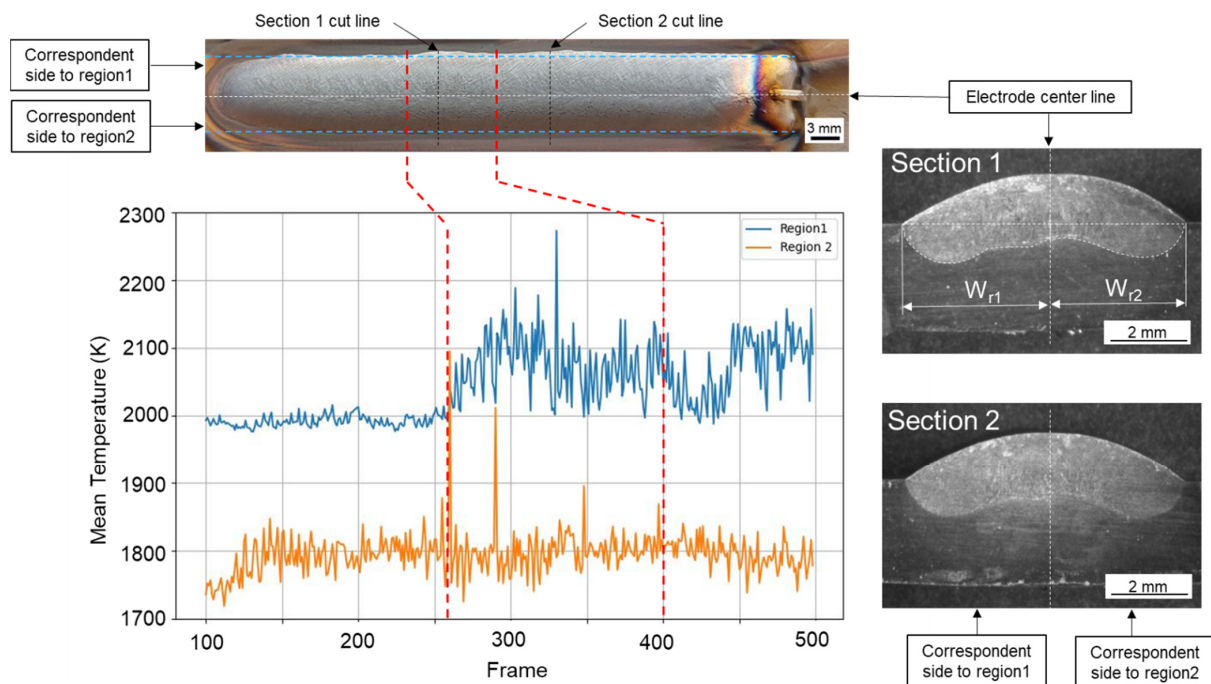 Section 1 cut line
Section 2 cut line
Correspondent
side to region1
Correspondent
side to region2
3 mm
Electrode center line
Section 1
Wr1
Wr2
2 mm
2300
2200
2100
2000
1900
1800
1700
Mean Temperature (K)
Region1
Region 2
100
200
300
400
500
Frame
Section 2
2 mm
Correspondent
side to region1
Correspondent
side to region2